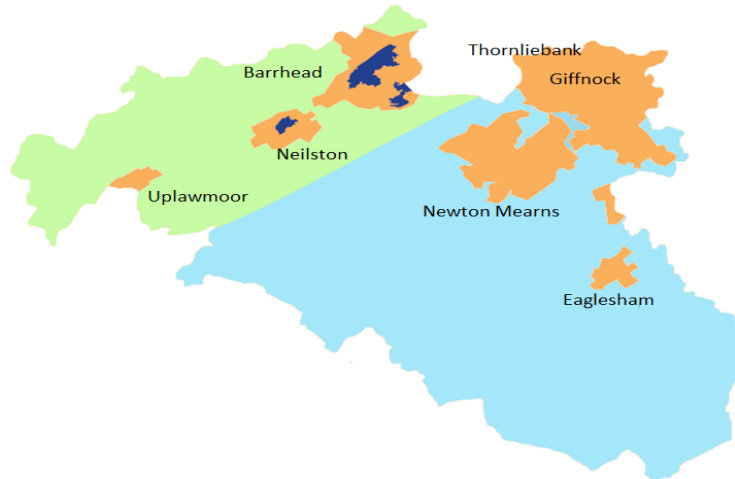 Thornliebank
Barrhead
Giffnock
Neilston
Uplawmoor
Newton Mearns
Eaglesham